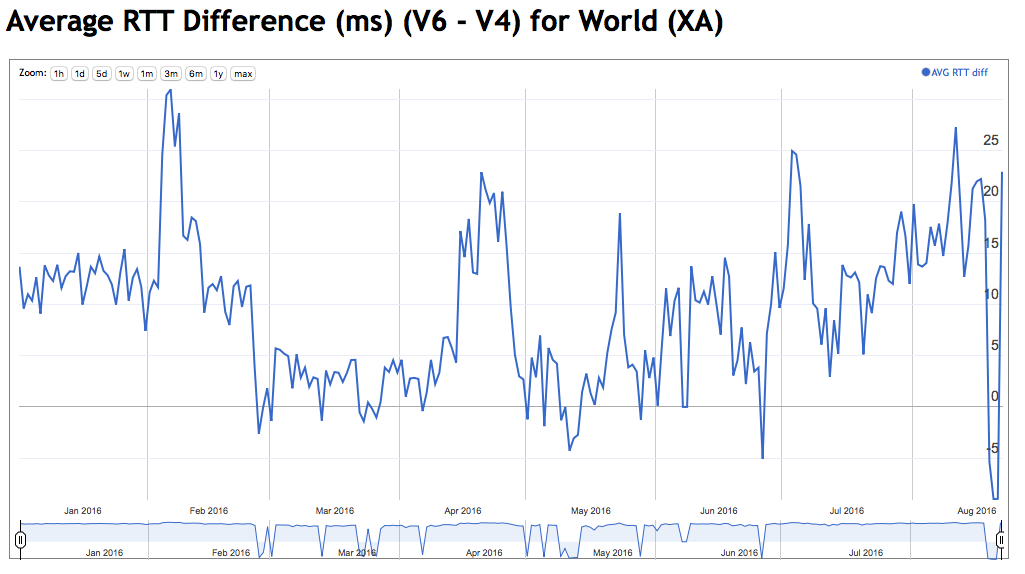 Average RTT Difference (ms) (V6 - V4) for World (XA)
Zoom: 1h 1d 5d 1w 1m 3m 6m 1y max
AVG RTT diff
25
20
15
10
5
0
-5
Jan 2016 Feb 2016 Mar 2016 Apr 2016 May 2016 Jun 2016 Jul 2016 Aug 2016
Jan 2016 Feb 2016 Mar 2016 Apr 2016 May 2016 Jun 2016 Jul 2016